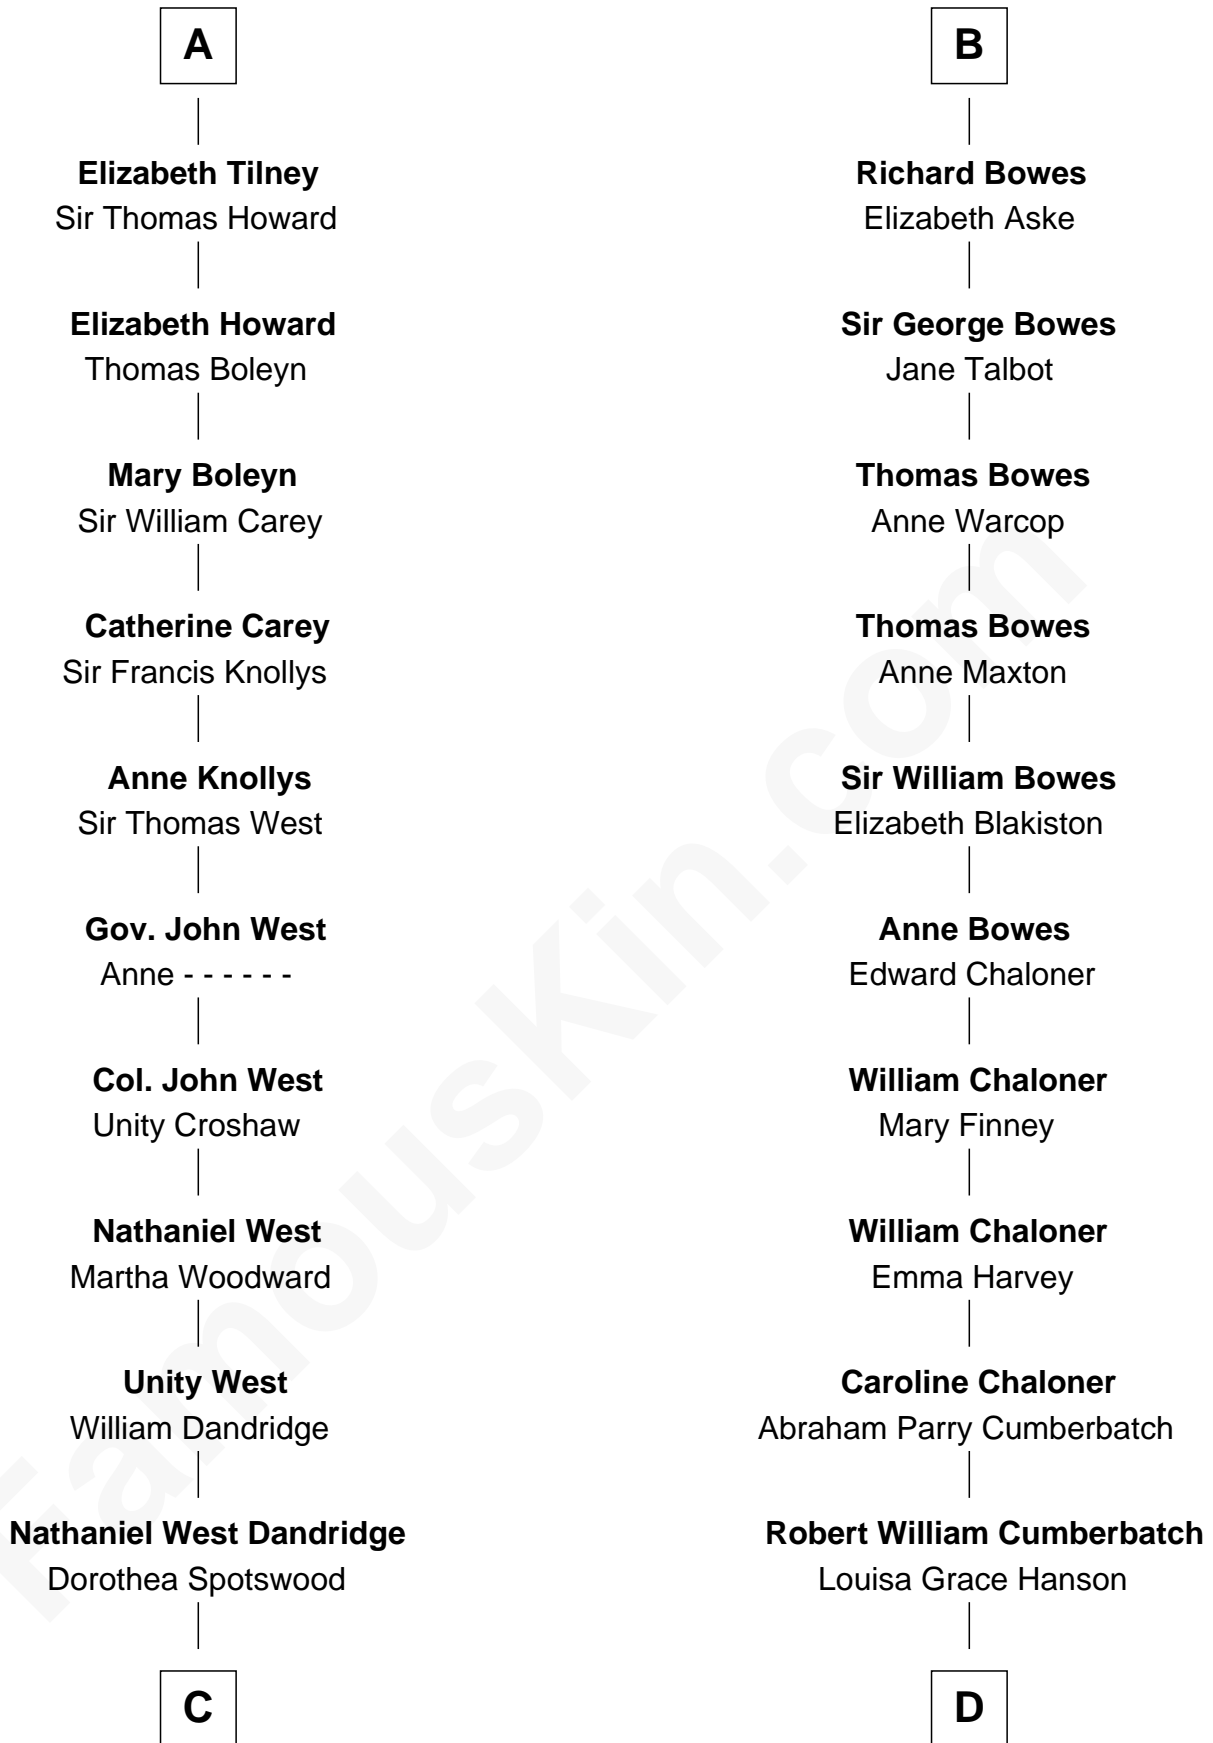 A
Elizabeth Tilney
Sir Thomas Howard
Elizabeth Howard
Thomas Boleyn
Mary Boleyn
Sir William Carey
Catherine Carey
Sir Francis Knollys
Anne Knollys
Sir Thomas West
Gov. John West
Anne - - - - - -
Col. John West
Unity Croshaw
Nathaniel West
Martha Woodward
Unity West
William Dandridge
Nathaniel West Dandridge
Dorothea Spotswood
C
B
Richard Bowes
Elizabeth Aske
Sir George Bowes
Jane Talbot
Thomas Bowes
Anne Warcop
Thomas Bowes
Anne Maxton
Sir William Bowes
Elizabeth Blakiston
Anne Bowes
Edward Chaloner
William Chaloner
Mary Finney
William Chaloner
Emma Harvey
Caroline Chaloner
Abraham Parry Cumberbatch
Robert William Cumberbatch
Louisa Grace Hanson
D
FamousKin.com